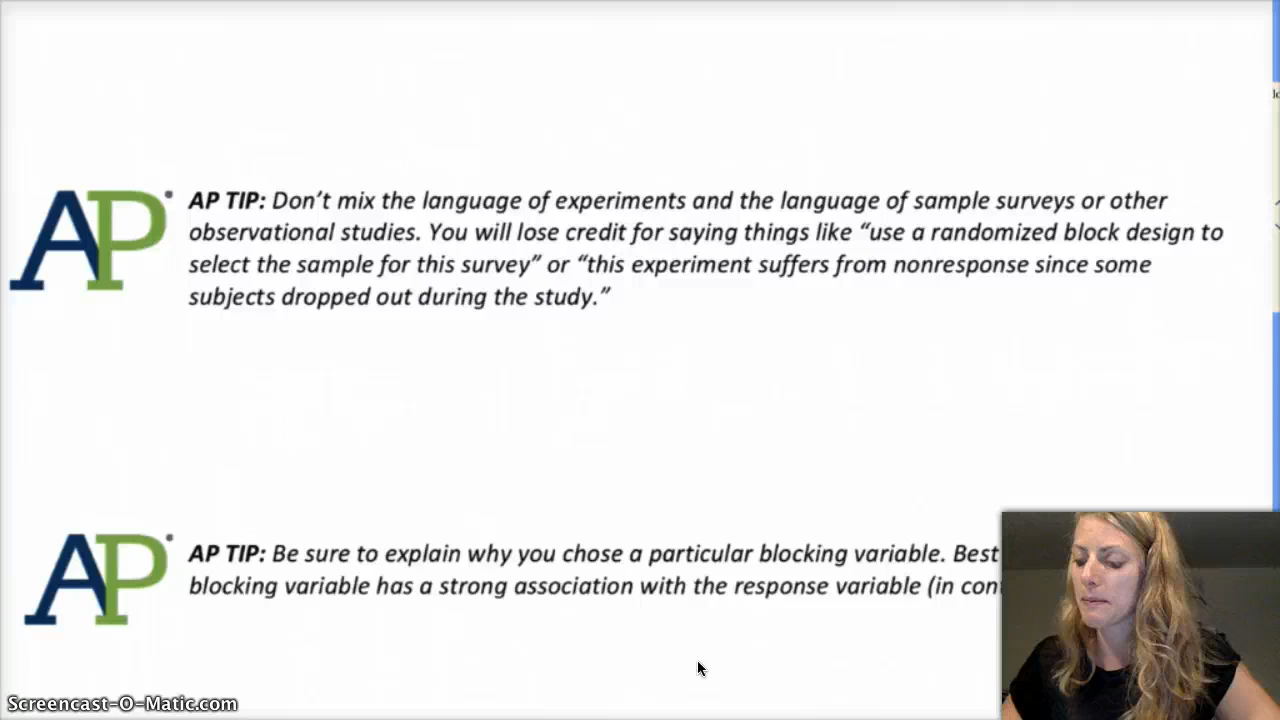 AP TIP: Don’t mix the language of experiments and the language of sample surveys or other
observational studies. You will lose credit for saying things like “use a randomized block design to
select the sample for this survey” or “this experiment suffers from nonresponse since some
subjects dropped out during the study.”
AP
AP TIP: Be sure to explain why you chose a particular blocking variable. Best
blocking variable has a strong association with the response variable (in
AP
Screencast-O-Matic.com